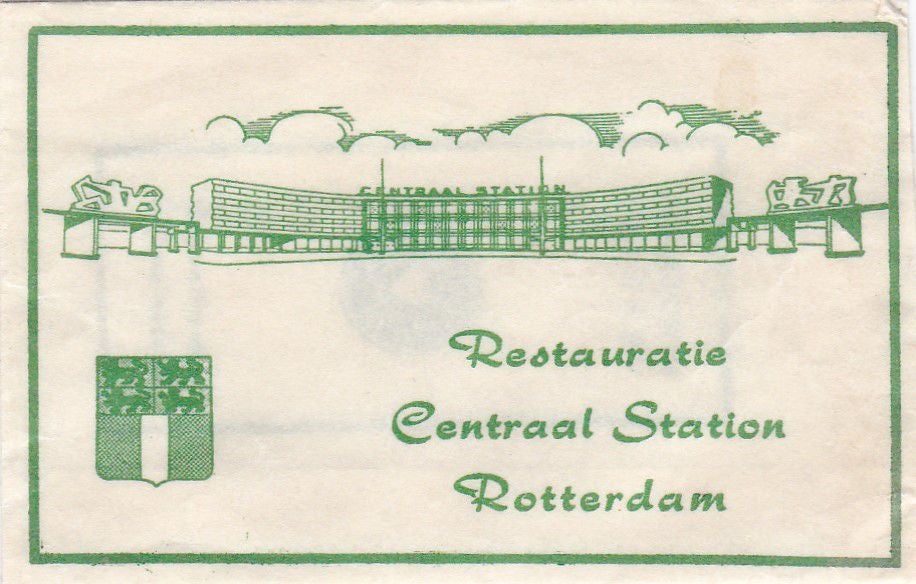 CENTRAAL STATION
Restauratie
Centraal Station
Rotterdam